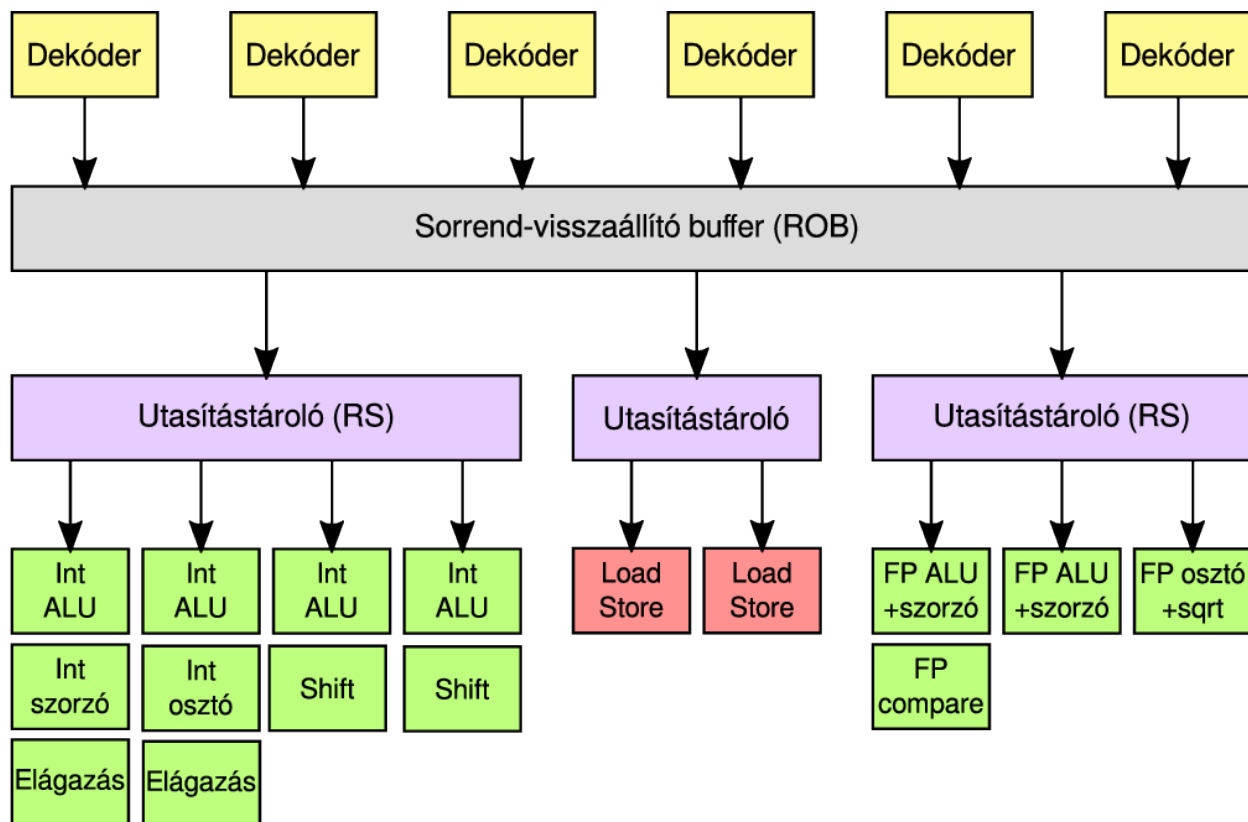 Dekóder
Dekóder
Dekóder
Dekóder
Dekóder
Dekóder
Sorrend-visszaállító buffer (ROB)
Utasítástároló (RS)
Utasítástároló
Utasítástároló (RS)
Int
ALU
Int
ALU
Int
ALU
Int
ALU
Load
Store
Load
Store
FP ALU
+szorzó
FP ALU
+szorzó
FP osztó
+sqrt
Int
szorzó
Int
osztó
Shift
Shift
FP
compare
Elágazás
Elágazás